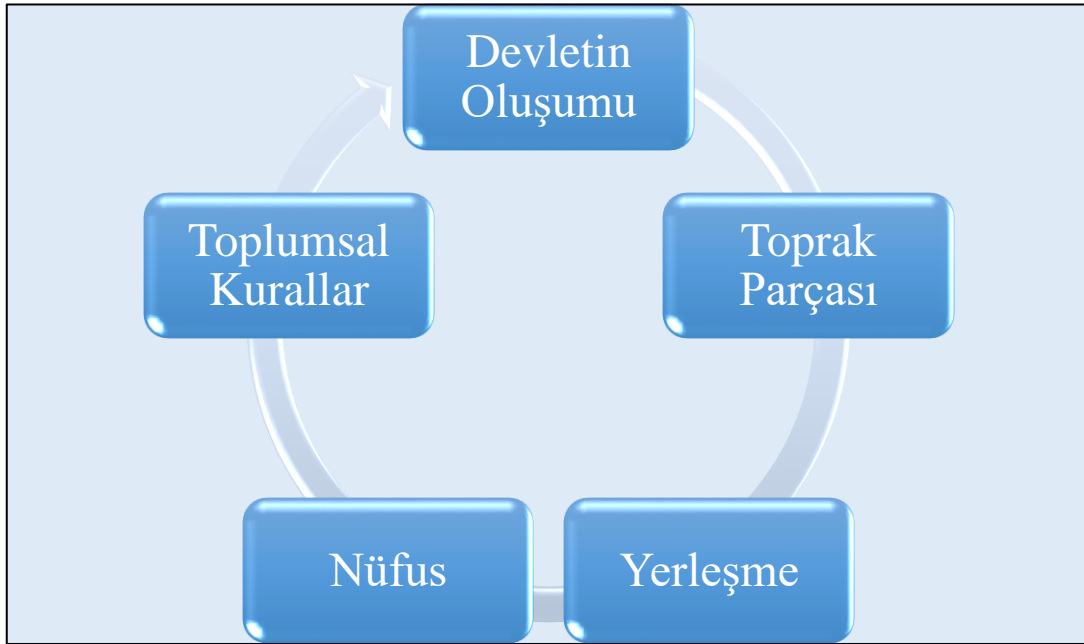 Devletin
Oluşumu
Toprak
Parçası
Yerleşme
Nüfus
Toplumsal
Kurallar